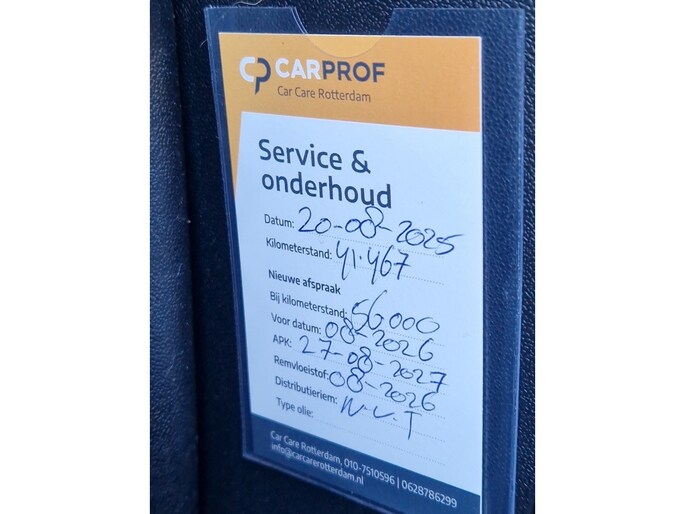 CP CARPROF
Car Care Rotterdam
Service &
onderhoud
Datum: 20-08-2025
Kilometerstand: 41.467
Nieuwe afspraak
Bij kilometerstand: 56000
Voor datum: 08-2026
APK: 27-08-2027
Remvloeistof: 08-2026
Distributieriem: N.V.T
Type olie:
Car Care Rotterdam, 010-7510596 | 0628786299
info@carcarerotterdam.nl